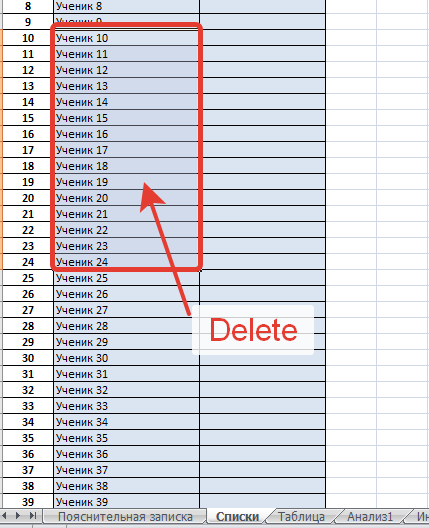 8 Ученик 8
9 Ученик 9
10 Ученик 10
11 Ученик 11
12 Ученик 12
13 Ученик 13
14 Ученик 14
15 Ученик 15
16 Ученик 16
17 Ученик 17
18 Ученик 18
19 Ученик 19
20 Ученик 20
21 Ученик 21
22 Ученик 22
23 Ученик 23
24 Ученик 24
25 Ученик 25
26 Ученик 26
27 Ученик 27
Delete
28 Ученик 28
29 Ученик 29
30 Ученик 30
31 Ученик 31
32 Ученик 32
33 Ученик 33
34 Ученик 34
35 Ученик 35
36 Ученик 36
37 Ученик 37
38 Ученик 38
39 Ученик 39
Пояснительная записка Списки Таблица Анализ1 Ин